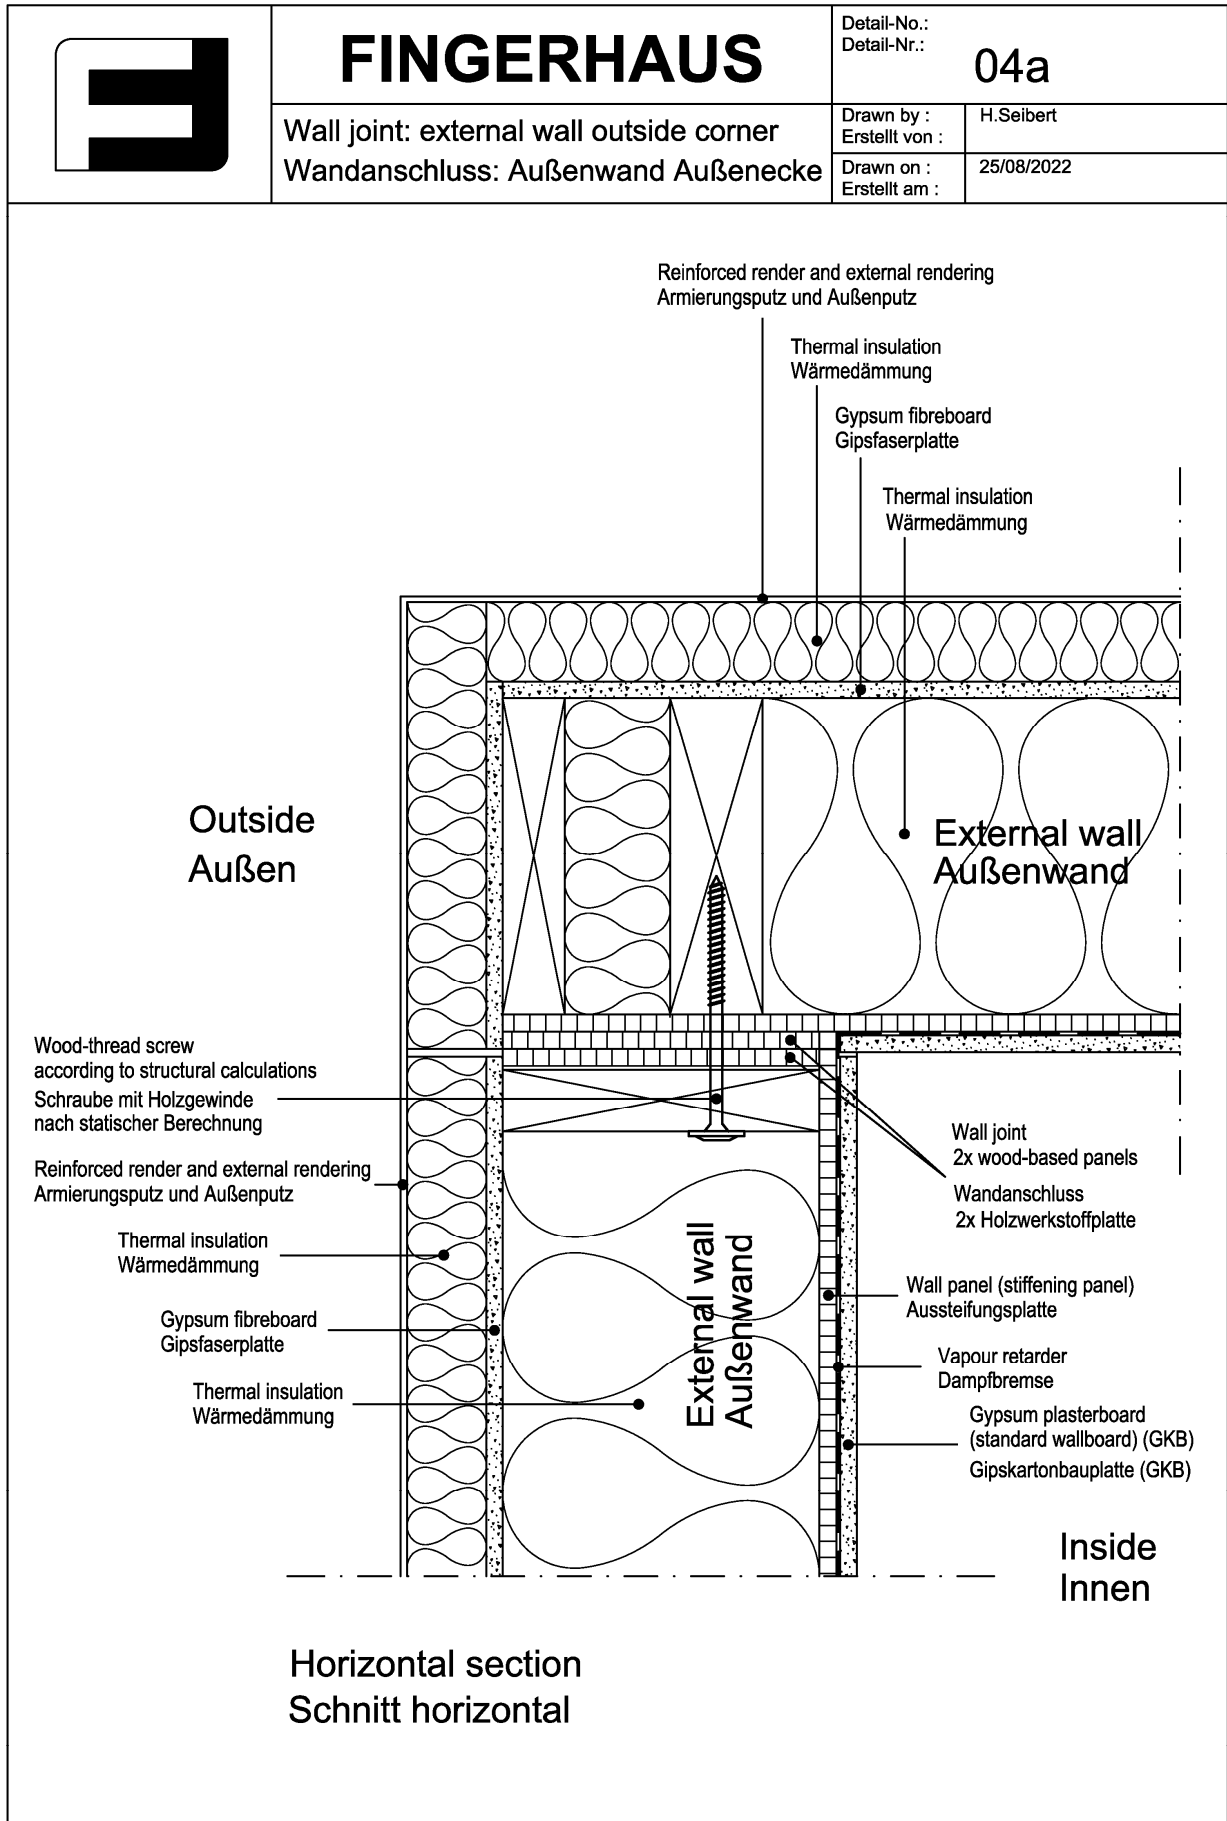 FINGERHAUS
Detail-No.:
Detail-Nr.:
04a
Wall joint: external wall outside corner
Wandanschluss: Außenwand Außenecke
Drawn by :
Erstellt von :
H.Seibert
Drawn on :
Erstellt am :
25/08/2022
Reinforced render and external rendering
Armierungsputz und Außenputz
Thermal insulation
Wärmedämmung
Gypsum fibreboard
Gipsfaserplatte
Thermal insulation
Wärmedämmung
Outside
Außen
External wall
Außenwand
Wood-thread screw
according to structural calculations
Schraube mit Holzgewinde
nach statischer Berechnung
Reinforced render and external rendering
Armierungsputz und Außenputz
Thermal insulation
Wärmedämmung
Gypsum fibreboard
Gipsfaserplatte
Thermal insulation
Wärmedämmung
External wall
Außenwand
Wall joint
2x wood-based panels
Wandanschluss
2x Holzwerkstoffplatte
Wall panel (stiffening panel)
Aussteifungsplatte
Vapour retarder
Dampfbremse
Gypsum plasterboard
(standard wallboard) (GKB)
Gipskartonbauplatte (GKB)
Inside
Innen
Horizontal section
Schnitt horizontal